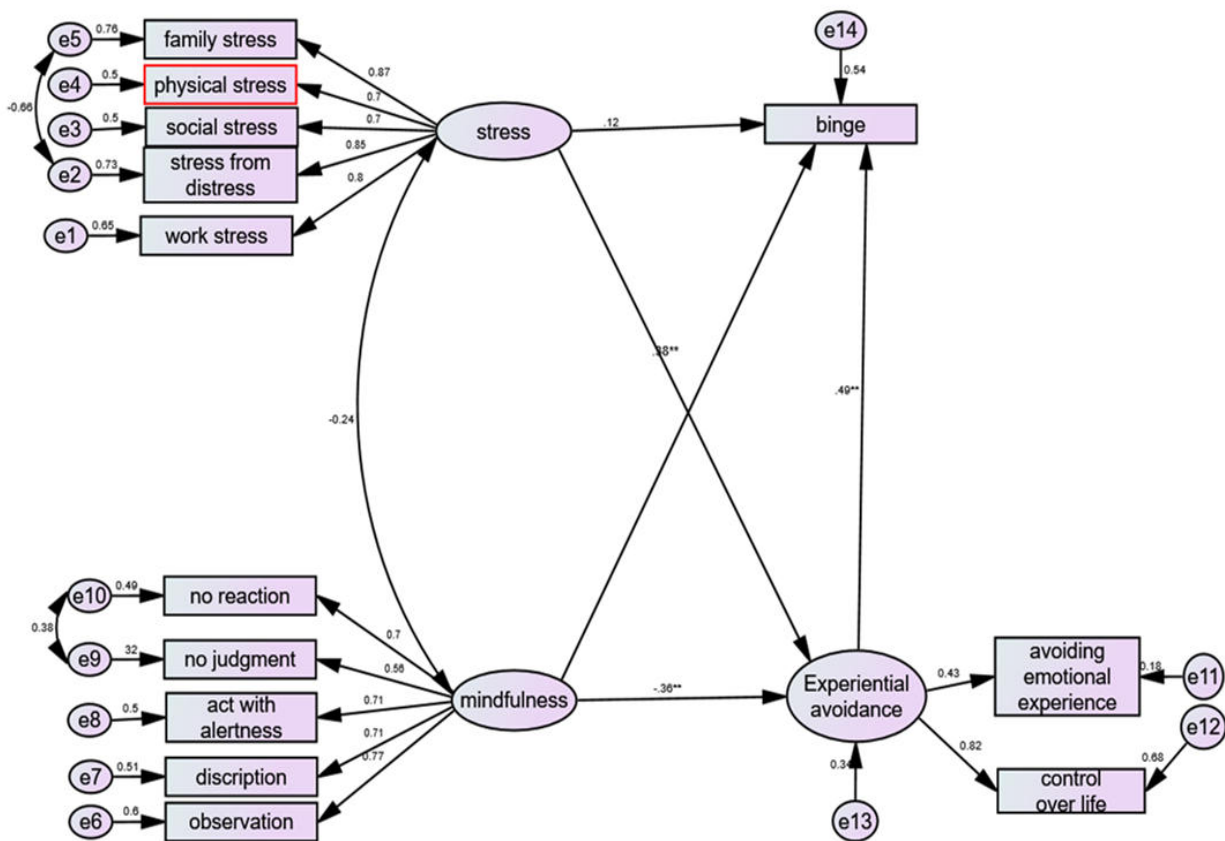 e5
0.76
family stress
e4
0.5
physical stress
e3
0.5
social stress
e2
0.73
stress from
distress
e1
0.65
work stress
-0.66
0.87
0.7
0.7
0.85
0.8
stress
.12
e14
0.54
binge
.38**
.49**
-0.24
e10
0.49
no reaction
0.38
e9
32
no judgment
e8
0.5
act with
alertness
e7
0.51
discription
e6
0.6
observation
0.7
0.56
0.71
0.71
0.77
mindfulness
-.36**
Experiential
avoidance
0.34
e13
0.43
avoiding
emotional
experience
0.18
e11
0.82
control
over life
0.68
e12